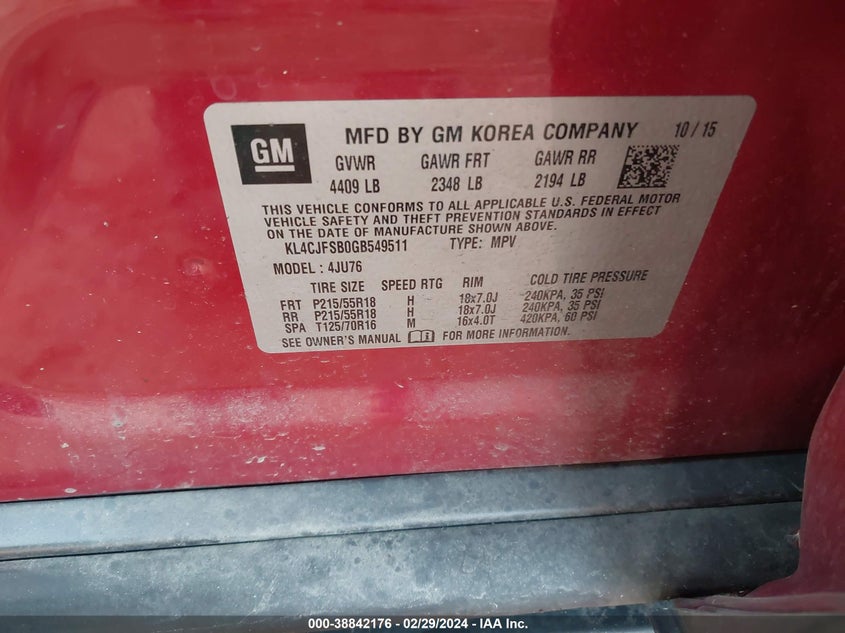 GM
MFD BY GM KOREA COMPANY 10/15
GVWR GAWR FRT GAWR RR
4409 LB 2348 LB 2194 LB
THIS VEHICLE CONFORMS TO ALL APPLICABLE U.S. FEDERAL MOTOR
VEHICLE SAFETY AND THEFT PREVENTION STANDARDS IN EFFECT
ON THE DATE OF MANUFACTURE SHOWN ABOVE.
KL4CJFSB0GB549511 TYPE: MPV
MODEL: 4JU76
TIRE SIZE SPEED RTG RIM COLD TIRE PRESSURE
FRT P215/55R18 H 18x7.0J 240KPA, 35 PSI
RR P215/55R18 H 18x7.0J 240KPA, 35 PSI
SPA T125/70R16 M 16x4.0T 420KPA, 60 PSI
SEE OWNER'S MANUAL FOR MORE INFORMATION.
000-38842176 - 02/29/2024 - IAA Inc.